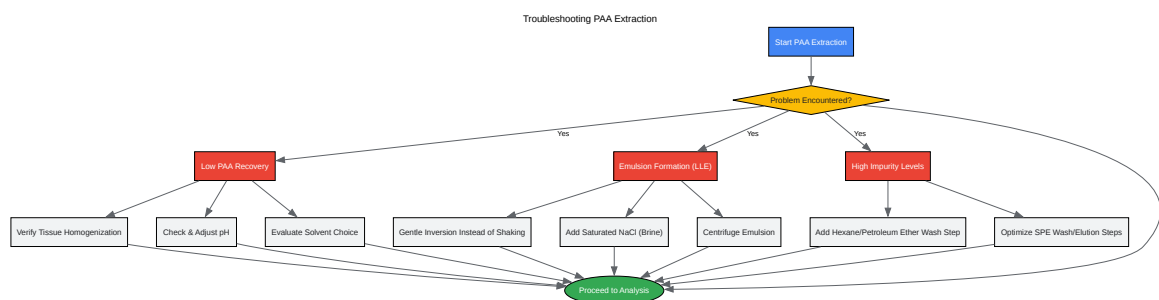 Troubleshooting PAA Extraction
Start PAA Extraction
Problem Encountered?
Yes
Yes
Yes
Low PAA Recovery
Emulsion Formation (LLE)
High Impurity Levels
Verify Tissue Homogenization
Check & Adjust pH
Evaluate Solvent Choice
Gentle Inversion Instead of Shaking
Add Saturated NaCl (Brine)
Centrifuge Emulsion
Add Hexane/Petroleum Ether Wash Step
Optimize SPE Wash/Elution Steps
Proceed to Analysis